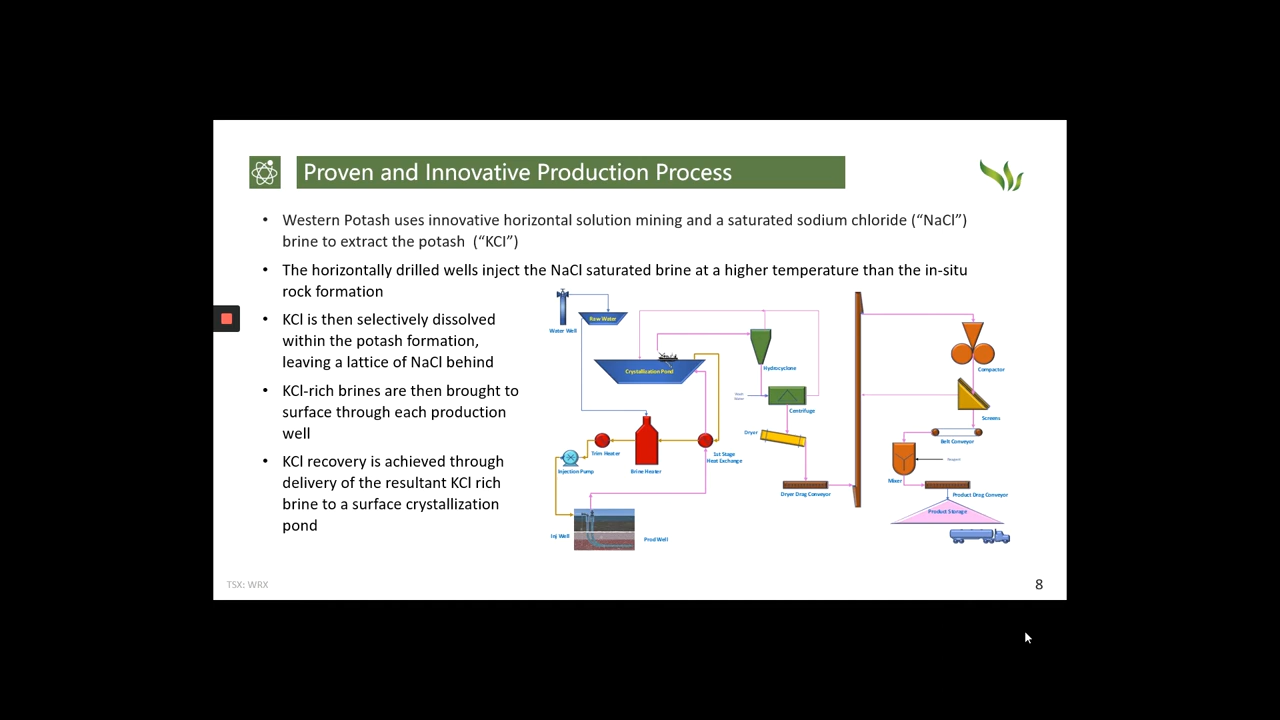 Proven and Innovative Production Process
• Western Potash uses innovative horizontal solution mining and a saturated sodium chloride (“NaCl”)
brine to extract the potash (“KCl”)
• The horizontally drilled wells inject the NaCl saturated brine at a higher temperature than the in-situ
rock formation
• KCl is then selectively dissolved
within the potash formation,
leaving a lattice of NaCl behind
• KCl-rich brines are then brought to
surface through each production
well
• KCl recovery is achieved through
delivery of the resultant KCl rich
brine to a surface crystallization
pond
Water Well
Raw Water
Crystallization Pond
Hydrocyclone
Centrifuge
Dryer
Trim Heater
Injection Pump
Brine Heater
1st Stage
Heat Exchange
Dryer Drag Conveyor
Inj Well
Prod Well
Compactor
Screens
Belt Conveyor
Mixer
Reagent
Product Drag Conveyor
Product Storage
TSX: WRX
8